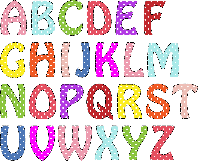 ABCDEF
GHIJKLM
NOPQRST
UVWXYZ